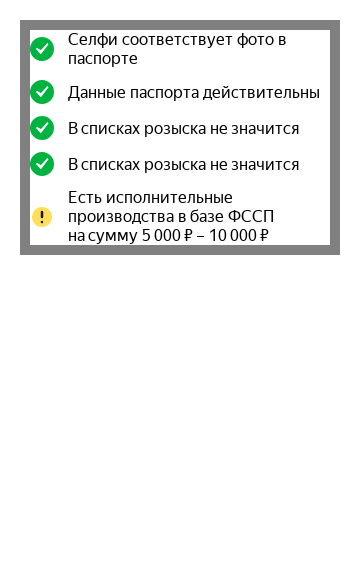 Селфи соответствует фото в
паспорте
Данные паспорта действительны
В списках розыска не значится
В списках розыска не значится
Есть исполнительные
производства в базе ФССП
на сумму 5 000 ₽ – 10 000 ₽